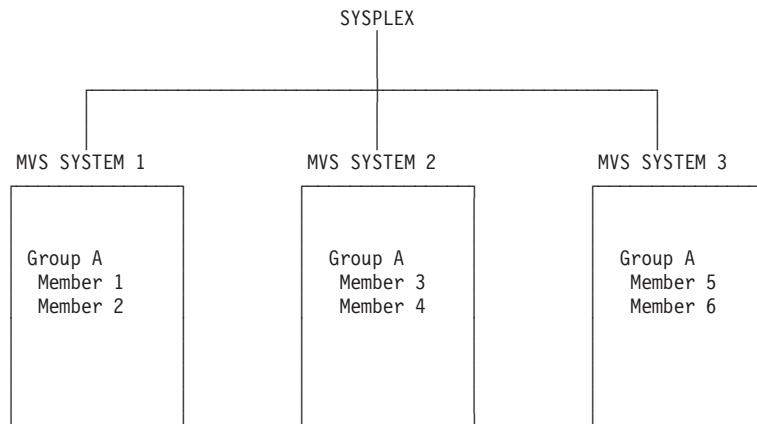 SYSPLEX
MVS SYSTEM 1 MVS SYSTEM 2 MVS SYSTEM 3
Group A Group A Group A
Member 1 Member 3 Member 5
Member 2 Member 4 Member 6